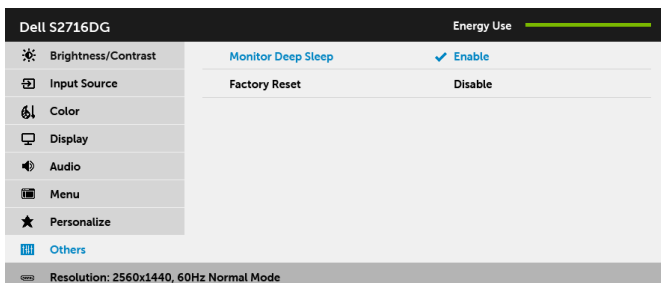 Dell S2716DG Energy Use
Brightness/Contrast Monitor Deep Sleep Enable
Input Source Factory Reset Disable
Color
Display
Audio
Menu
Personalize
Others
Resolution: 2560x1440, 60Hz Normal Mode